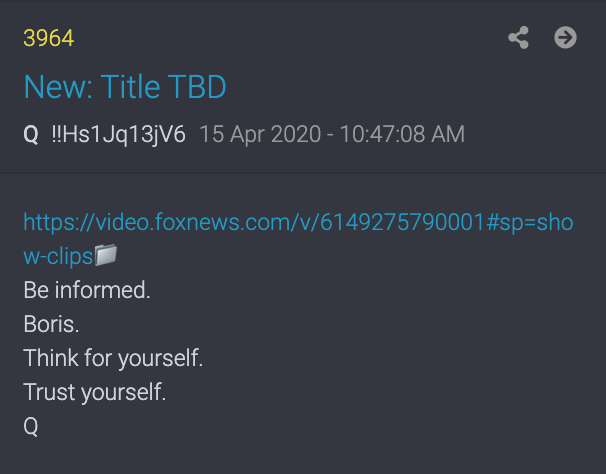 3964
New: Title TBD
Q !!Hs1Jq13jV6 15 Apr 2020 - 10:47:08 AM
https://video.foxnews.com/v/6149275790001#sp=sho
w-clips
Be informed.
Boris.
Think for yourself.
Trust yourself.
Q